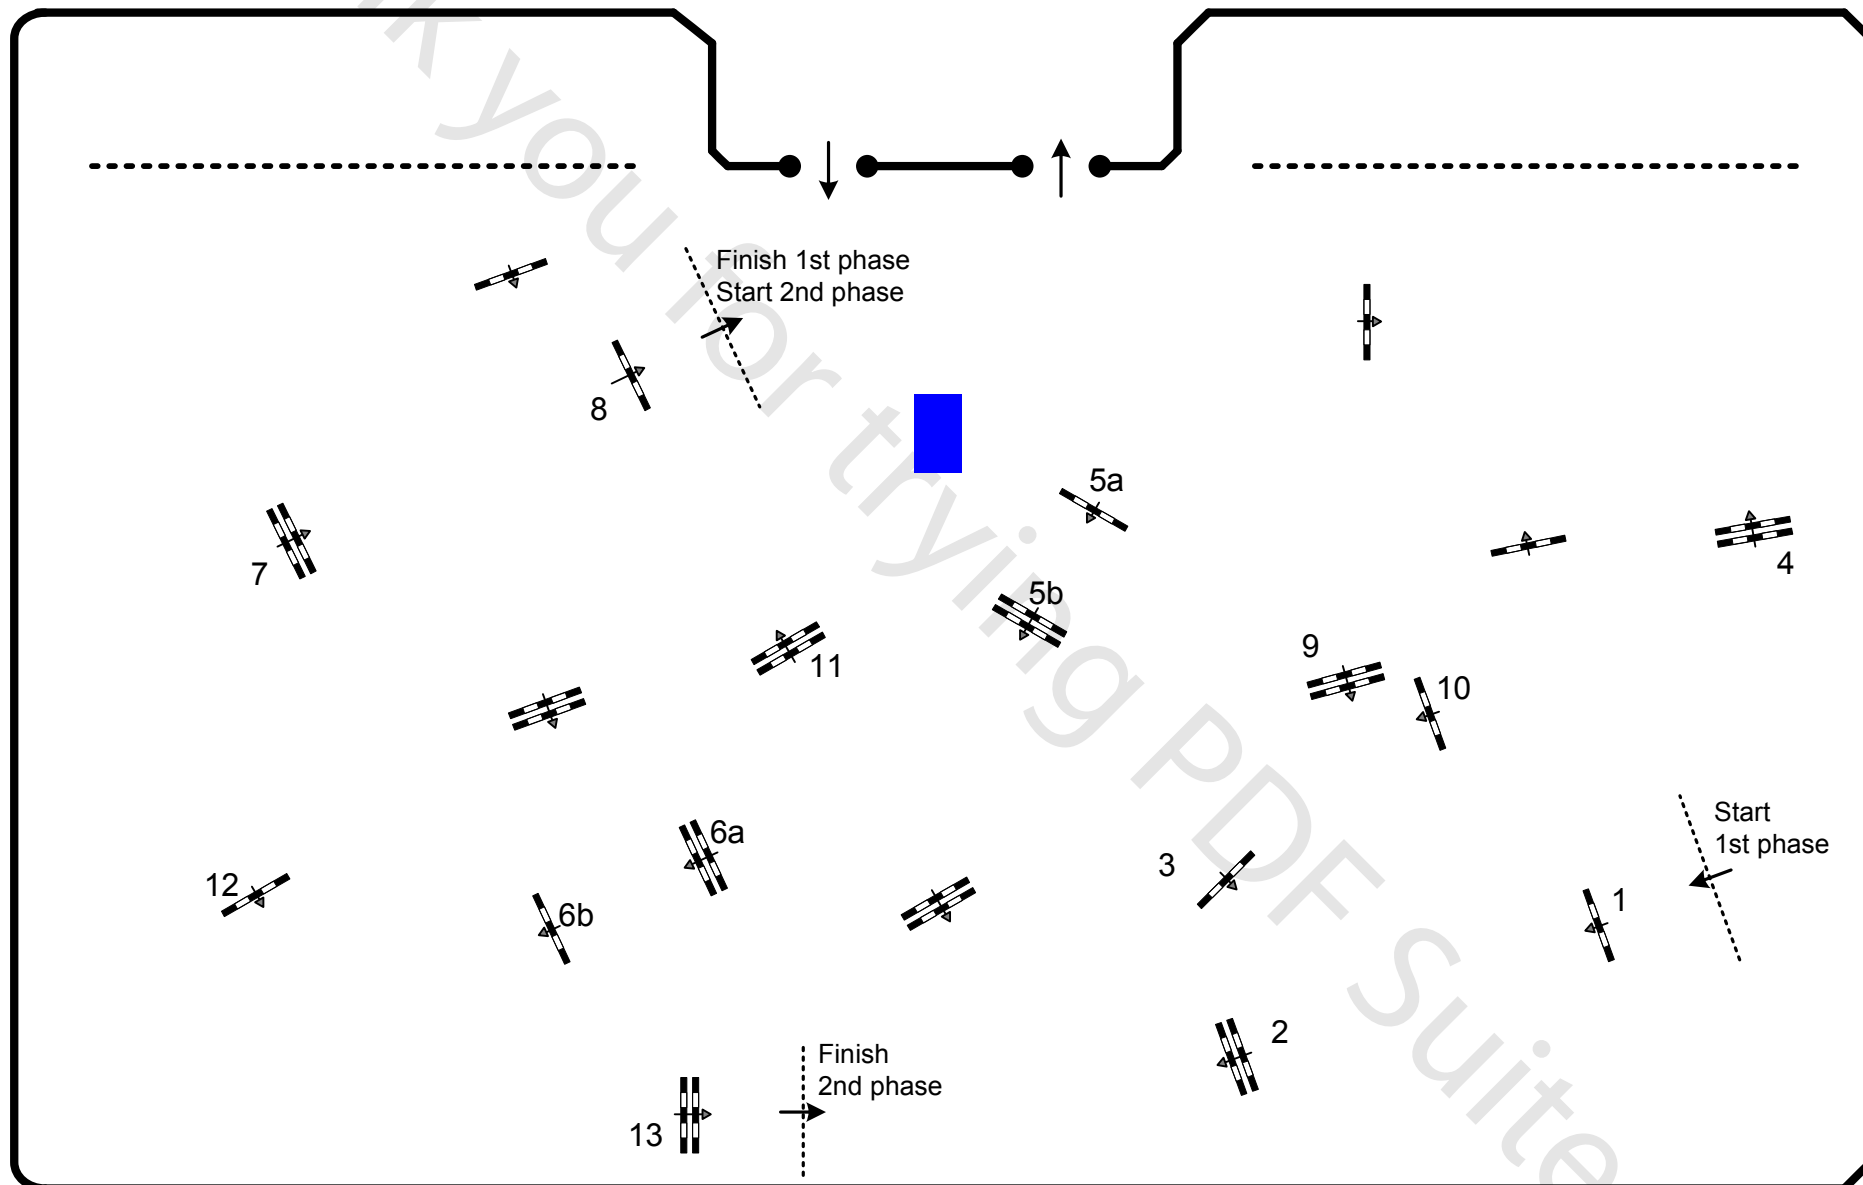 Thank you for trying PDF Suite
Finish 1st phase
Start 2nd phase
8
5a
7
4
5b
9
11
10
Start
1st phase
6a
3
12
1
6b
2
Finish
2nd phase
13